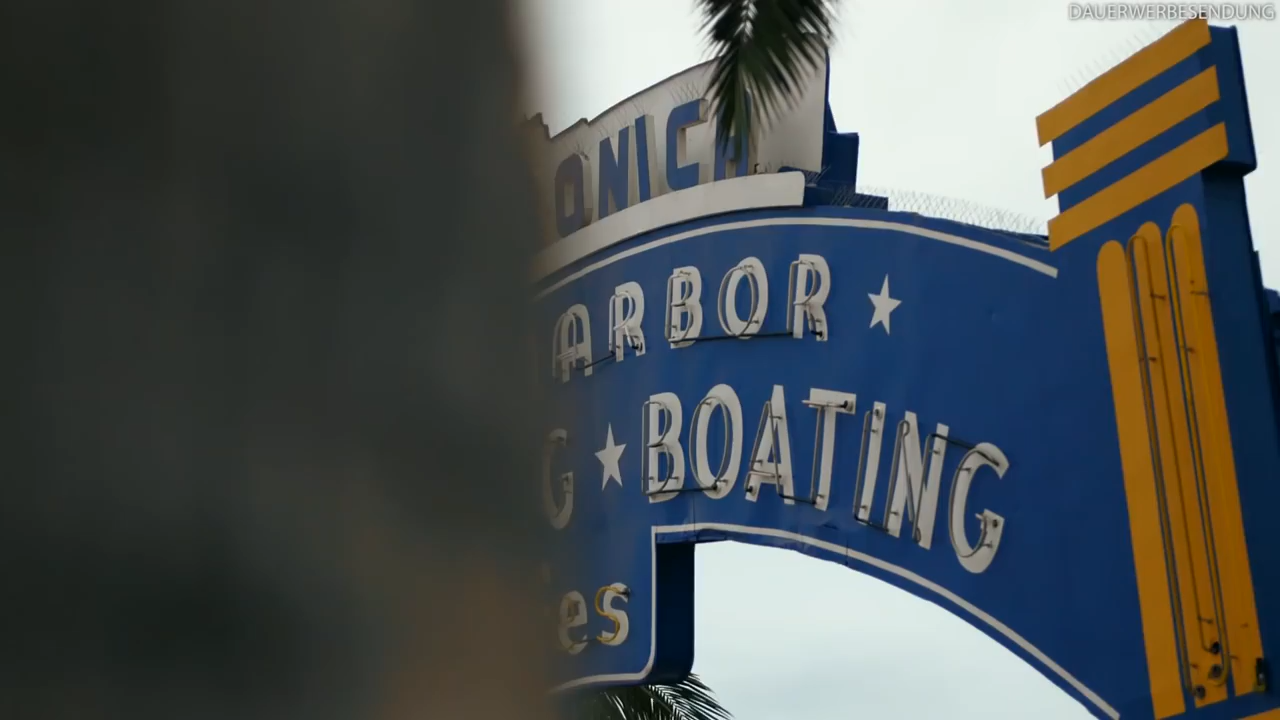 DAUERWERBESENDUNG
ONICA
ARBOR
G ★ BOATING
es